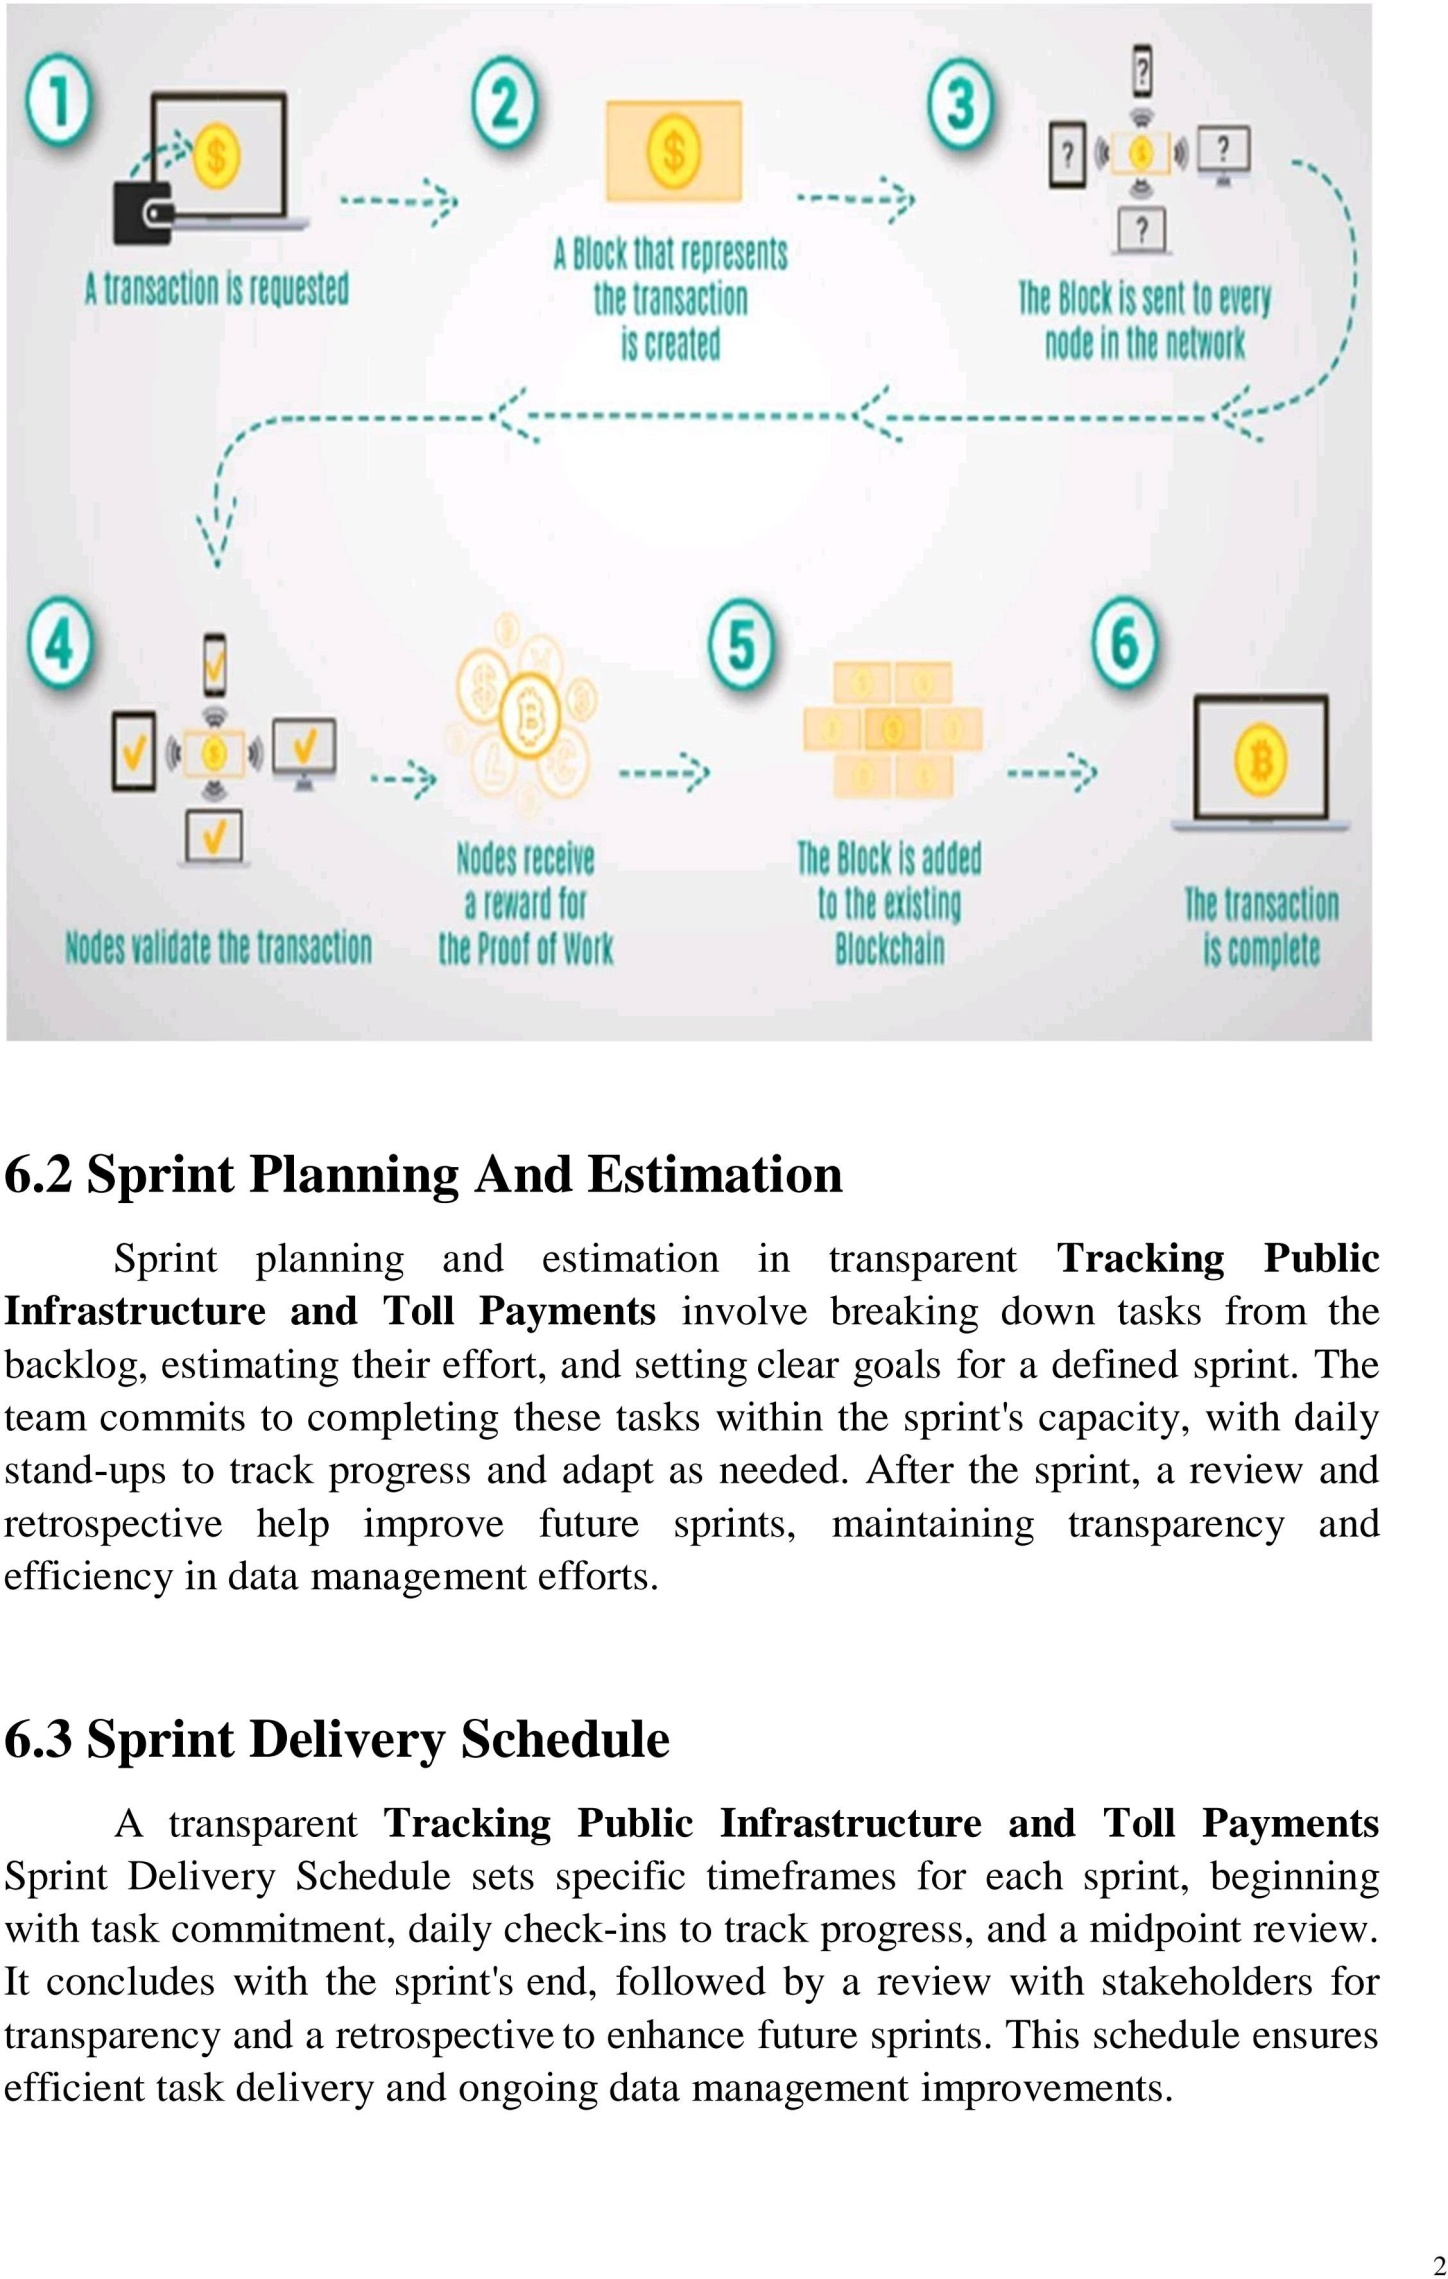 1
2
3
A transaction is requested
A Block that represents
the transaction
is created
The Block is sent to every
node in the network
4
5
6
Nodes validate the transaction
Nodes receive
a reward for
the Proof of Work
The Block is added
to the existing
Blockchain
The transaction
is complete
6.2 Sprint Planning And Estimation
Sprint planning and estimation in transparent Tracking Public
Infrastructure and Toll Payments involve breaking down tasks from the
backlog, estimating their effort, and setting clear goals for a defined sprint. The
team commits to completing these tasks within the sprint's capacity, with daily
stand-ups to track progress and adapt as needed. After the sprint, a review and
retrospective help improve future sprints, maintaining transparency and
efficiency in data management efforts.
6.3 Sprint Delivery Schedule
A transparent Tracking Public Infrastructure and Toll Payments
Sprint Delivery Schedule sets specific timeframes for each sprint, beginning
with task commitment, daily check-ins to track progress, and a midpoint review.
It concludes with the sprint's end, followed by a review with stakeholders for
transparency and a retrospective to enhance future sprints. This schedule ensures
efficient task delivery and ongoing data management improvements.
2